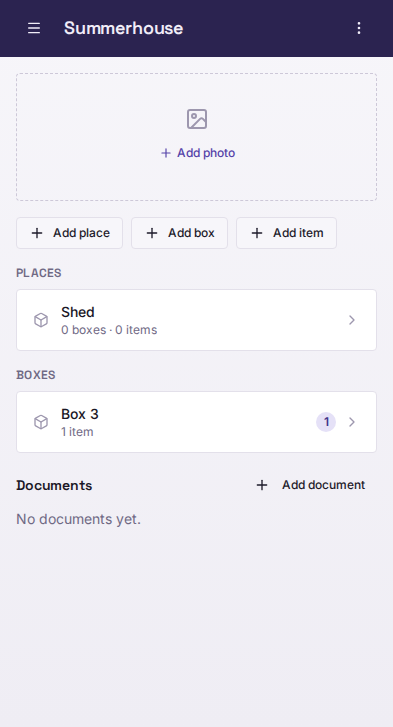 Summerhouse
Add photo
Add place
Add box
Add item
PLACES
Shed
0 boxes · 0 items
BOXES
Box 3
1 item
1
Documents
Add document
No documents yet.